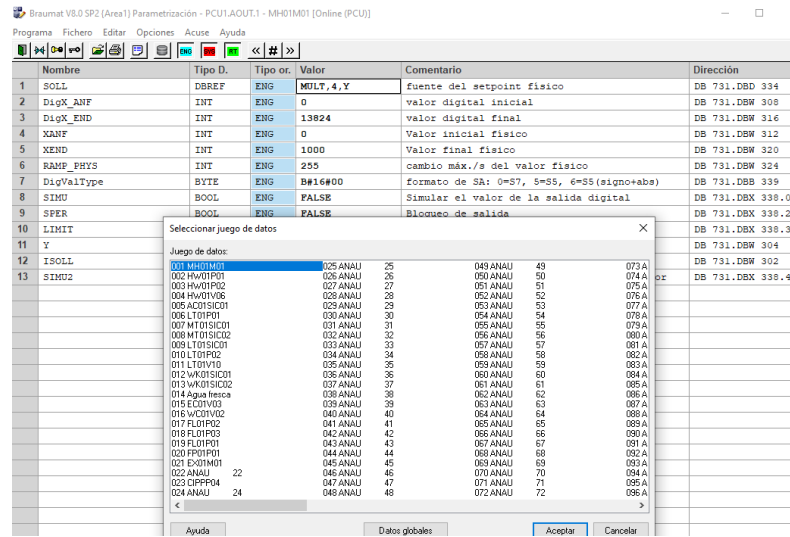 Braumat V8.0 SP2 (Area1) Parametrización - PCU1.AOUT.1 - MH01M01 [Online (PCU)]
Programa Fichero Editar Opciones Acuse Ayuda
ENG SYS RT « # »
Nombre Tipo D. Tipo or. Valor Comentario Dirección
1 SOLL DBREF ENG MULT,4,Y fuente del setpoint físico DB 731.DBD 334
2 DigX_ANF INT ENG 0 valor digital inicial DB 731.DBW 308
3 DigX_END INT ENG 13824 valor digital final DB 731.DBW 316
4 XANF INT ENG 0 Valor inicial físico DB 731.DBW 312
5 XEND INT ENG 1000 Valor final físico DB 731.DBW 320
6 RAMP_PHYS INT ENG 255 cambio máx./s del valor físico DB 731.DBW 324
7 DigValType BYTE ENG B#16#00 formato de SA: 0=S7, 5=S5, 6=S5(signo+abs) DB 731.DBB 339
8 SIMU BOOL ENG FALSE Simular el valor de la salida digital DB 731.DBX 338.0
9 SPER BOOL ENG FALSE Bloqueo de salida DB 731.DBX 338.2
10 LIMIT DB 731.DBX 338.3
11 Y DB 731.DBW 304
12 ISOLL DB 731.DBW 302
13 SIMU2 or DB 731.DBX 338.4
Seleccionar juego de datos
Juego de datos:
001 MH01M01 025 ANAU 25 049 ANAU 49 073 A
002 HW01P01 026 ANAU 26 050 ANAU 50 074 A
003 HW01P02 027 ANAU 27 051 ANAU 51 075 A
004 HW01V06 028 ANAU 28 052 ANAU 52 076 A
005 AC01SIC01 029 ANAU 29 053 ANAU 53 077 A
006 LT01P01 030 ANAU 30 054 ANAU 54 078 A
007 MT01SIC01 031 ANAU 31 055 ANAU 55 079 A
008 MT02SIC01 032 ANAU 32 056 ANAU 56 080 A
009 LT01SIC01 033 ANAU 33 057 ANAU 57 081 A
010 LT01P02 034 ANAU 34 058 ANAU 58 082 A
011 LT01V10 035 ANAU 35 059 ANAU 59 083 A
012 WK01SIC01 036 ANAU 36 060 ANAU 60 084 A
013 WK01SIC02 037 ANAU 37 061 ANAU 61 085 A
014 Agua fresca 038 ANAU 38 062 ANAU 62 086 A
015 EC01V03 039 ANAU 39 063 ANAU 63 087 A
016 WC01V02 040 ANAU 40 064 ANAU 64 088 A
017 FL01P02 041 ANAU 41 065 ANAU 65 089 A
018 FL01P03 042 ANAU 42 066 ANAU 66 090 A
019 FL01P01 043 ANAU 43 067 ANAU 67 091 A
020 FP01P01 044 ANAU 44 068 ANAU 68 092 A
021 EX01M01 045 ANAU 45 069 ANAU 69 093 A
022 ANAU 22 046 ANAU 46 070 ANAU 70 094 A
023 CIPPP04 047 ANAU 47 071 ANAU 71 095 A
024 ANAU 24 048 ANAU 48 072 ANAU 72 096 A
Ayuda Datos globales Aceptar Cancelar